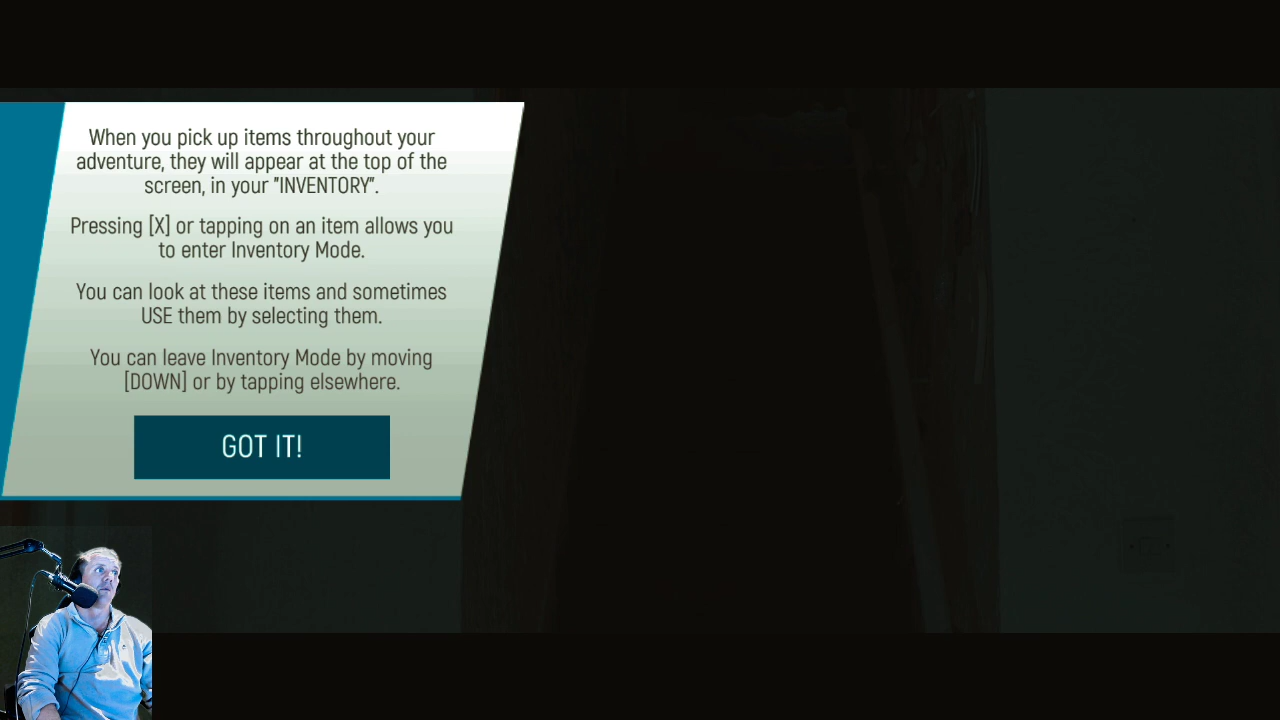 When you pick up items throughout your
adventure, they will appear at the top of the
screen, in your "INVENTORY".
Pressing [X] or tapping on an item allows you
to enter Inventory Mode.
You can look at these items and sometimes
USE them by selecting them.
You can leave Inventory Mode by moving
[DOWN] or by tapping elsewhere.
GOT IT!